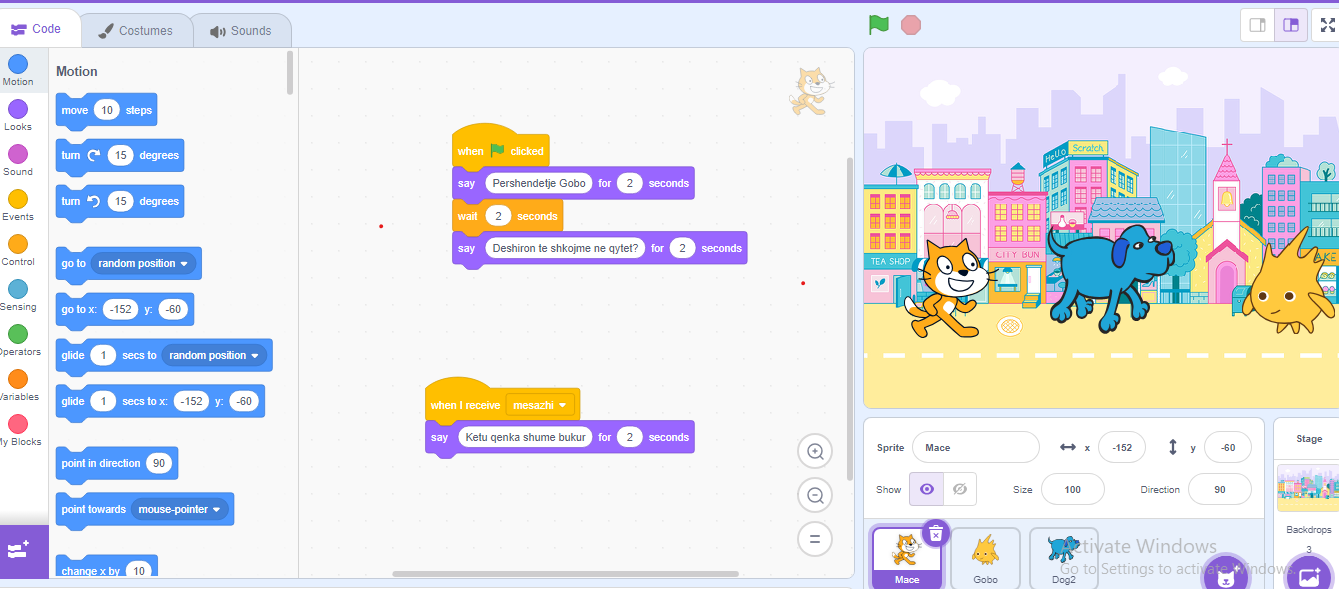 Code
Costumes
Sounds
Motion
Looks
Sound
Events
Control
Sensing
Operators
Variables
My Blocks
Motion
move 10 steps
turn 15 degrees
turn 15 degrees
go to random position
go to x: -152 y: -60
glide 1 secs to random position
glide 1 secs to x: -152 y: -60
point in direction 90
point towards mouse-pointer
change x by 10
when clicked
say Pershendetje Gobo for 2 seconds
wait 2 seconds
say Deshiron te shkojme ne qytet? for 2 seconds
when I receive mesazhi
say Ketu qenka shume bukur for 2 seconds
HeLLo Scratch
TEA SHOP
CITY BUN
AKE
Sprite Mace x -152 y -60
Show Size 100 Direction 90
Stage
Backdrops
3
Mace
Gobo
Dog2
Activate Windows
Go to Settings to activate Windows.